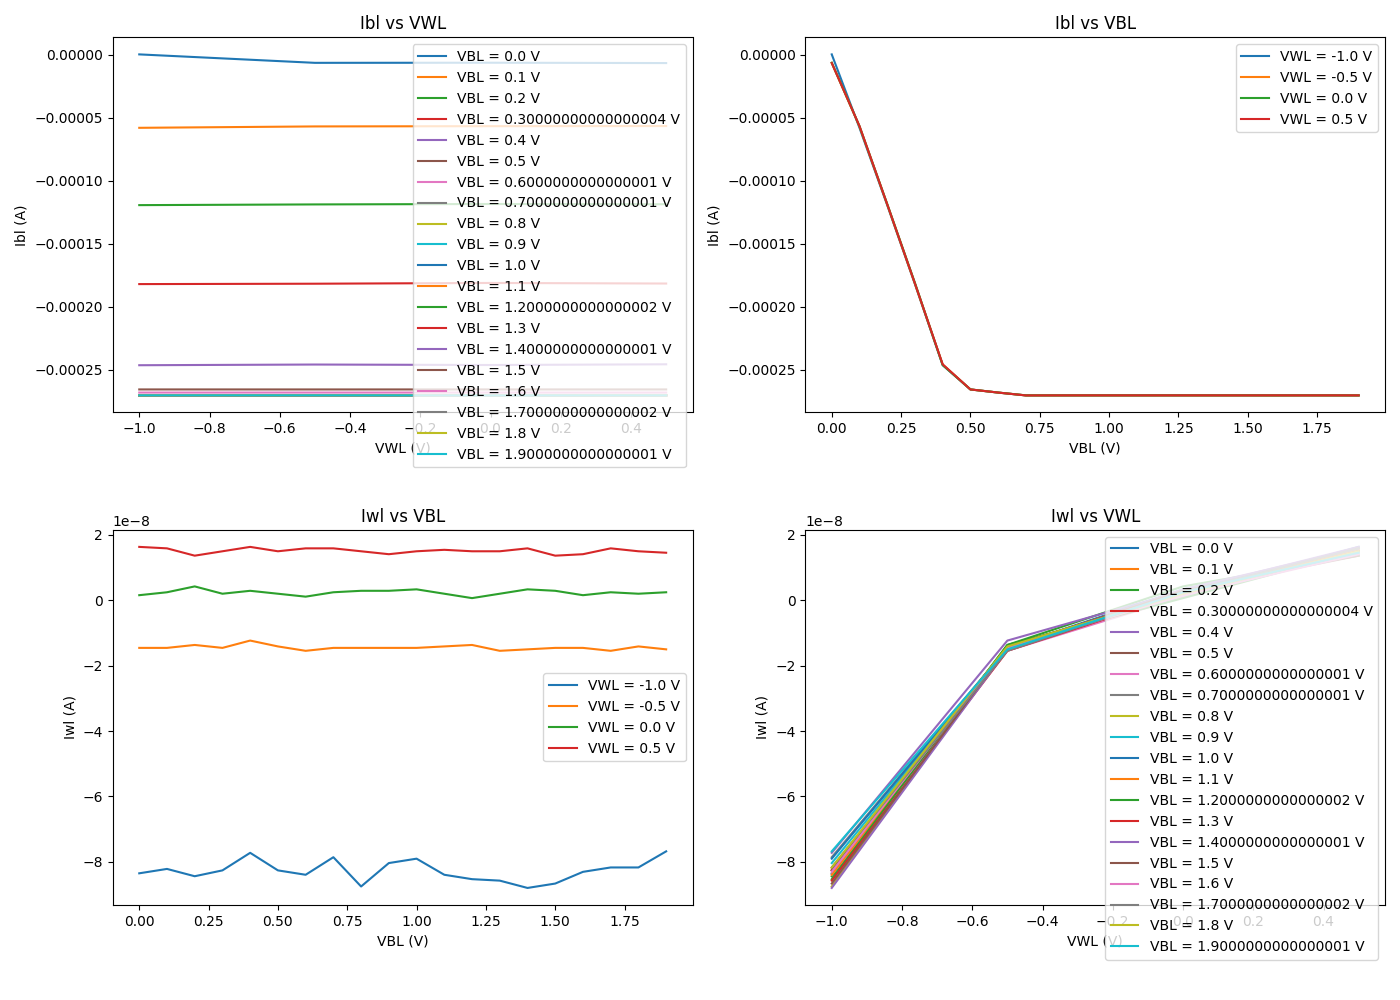 Ibl vs VWL
Ibl (A)
0.00000
−0.00005
−0.00010
−0.00015
−0.00020
−0.00025
VBL = 0.0 V
VBL = 0.1 V
VBL = 0.2 V
VBL = 0.30000000000000004 V
VBL = 0.4 V
VBL = 0.5 V
VBL = 0.6000000000000001 V
VBL = 0.7000000000000001 V
VBL = 0.8 V
VBL = 0.9 V
VBL = 1.0 V
VBL = 1.1 V
VBL = 1.2000000000000002 V
VBL = 1.3 V
VBL = 1.4000000000000001 V
VBL = 1.5 V
VBL = 1.6 V
VBL = 1.7000000000000002 V
VBL = 1.8 V
VBL = 1.9000000000000001 V
−1.0 −0.8 −0.6 −0.4 −0.2 0.0 0.2 0.4
VWL (V)
Ibl vs VBL
Ibl (A)
0.00000
−0.00005
−0.00010
−0.00015
−0.00020
−0.00025
VWL = -1.0 V
VWL = -0.5 V
VWL = 0.0 V
VWL = 0.5 V
0.00 0.25 0.50 0.75 1.00 1.25 1.50 1.75
VBL (V)
Iwl vs VBL
1e−8
Iwl (A)
2
0
−2
−4
−6
−8
VWL = -1.0 V
VWL = -0.5 V
VWL = 0.0 V
VWL = 0.5 V
0.00 0.25 0.50 0.75 1.00 1.25 1.50 1.75
VBL (V)
Iwl vs VWL
1e−8
Iwl (A)
2
0
−2
−4
−6
−8
VBL = 0.0 V
VBL = 0.1 V
VBL = 0.2 V
VBL = 0.30000000000000004 V
VBL = 0.4 V
VBL = 0.5 V
VBL = 0.6000000000000001 V
VBL = 0.7000000000000001 V
VBL = 0.8 V
VBL = 0.9 V
VBL = 1.0 V
VBL = 1.1 V
VBL = 1.2000000000000002 V
VBL = 1.3 V
VBL = 1.4000000000000001 V
VBL = 1.5 V
VBL = 1.6 V
VBL = 1.7000000000000002 V
VBL = 1.8 V
VBL = 1.9000000000000001 V
−1.0 −0.8 −0.6 −0.4 −0.2 0.0 0.2 0.4
VWL (V)